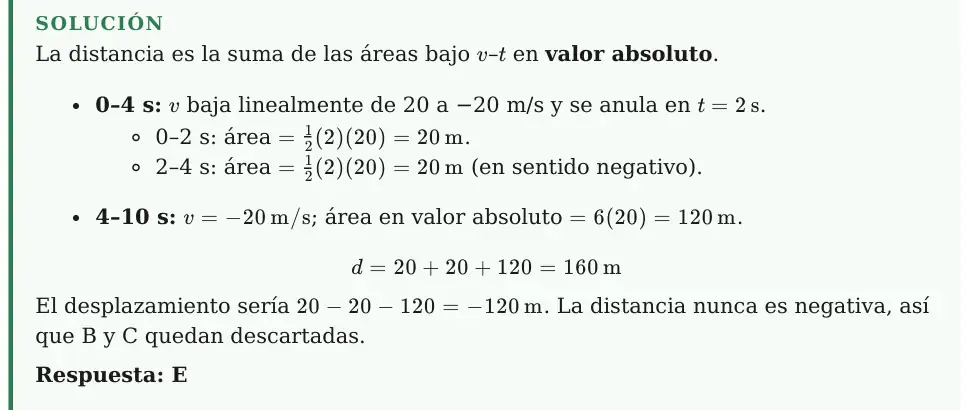 SOLUCIÓN
La distancia es la suma de las áreas bajo v–t en valor absoluto.
• 0–4 s: v baja linealmente de 20 a −20 m/s y se anula en t = 2 s.
◦ 0–2 s: área = 1/2(2)(20) = 20 m.
◦ 2–4 s: área = 1/2(2)(20) = 20 m (en sentido negativo).
• 4–10 s: v = −20 m/s; área en valor absoluto = 6(20) = 120 m.
d = 20 + 20 + 120 = 160 m
El desplazamiento sería 20 − 20 − 120 = −120 m. La distancia nunca es negativa, así
que B y C quedan descartadas.
Respuesta: E